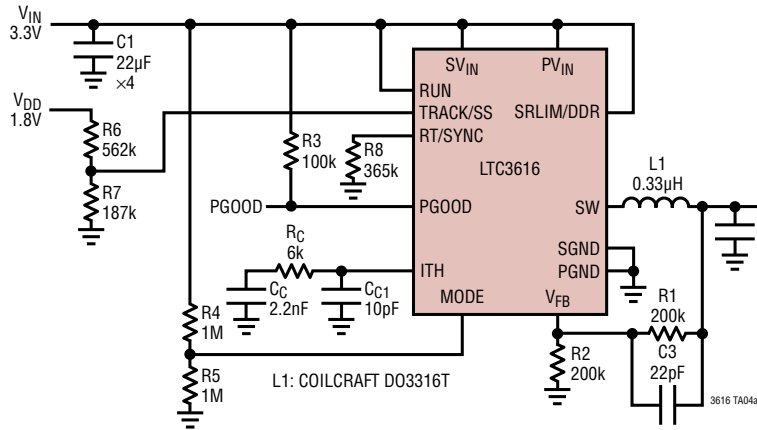 VIN
3.3V
C1
22µF
×4
VDD
1.8V
R6
562k
R7
187k
R3
100k
R8
365k
PGOOD
RC
6k
CC
2.2nF
CC1
10pF
R4
1M
R5
1M
L1: COILCRAFT DO3316T
SVIN
PVIN
RUN
TRACK/SS
RT/SYNC
SRLIM/DDR
LTC3616
PGOOD
SW
SGND
PGND
ITH
MODE
VFB
L1
0.33µH
R1
200k
C3
22pF
R2
200k
3616 TA04a